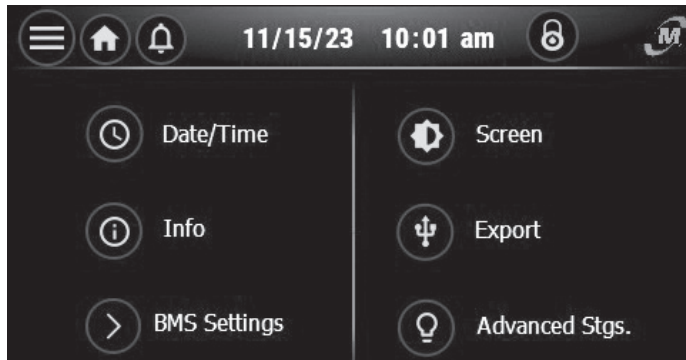 11/15/23 10:01 am
M
Date/Time
Screen
Info
Export
BMS Settings
Advanced Stgs.